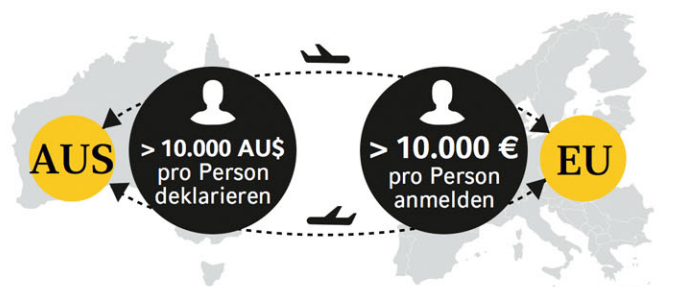 AUS
> 10.000 AU$
pro Person
deklarieren
> 10.000 €
pro Person
anmelden
EU